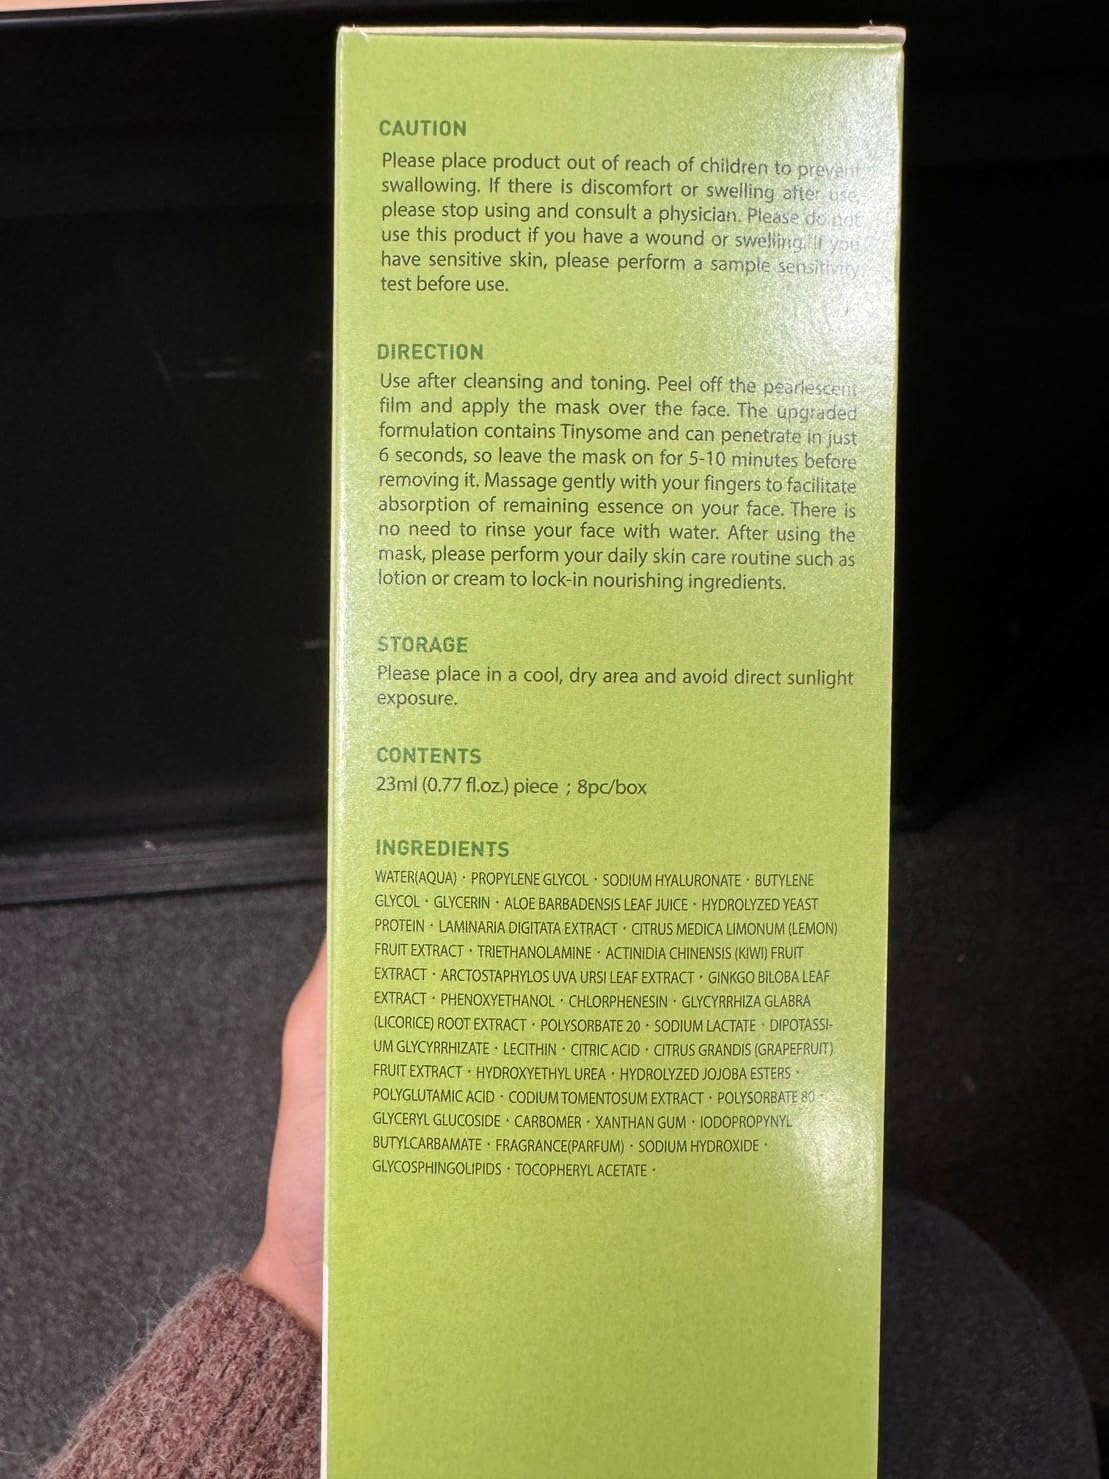 CAUTION
Please place product out of reach of children to prevent
swallowing. If there is discomfort or swelling after use,
please stop using and consult a physician. Please do not
use this product if you have a wound or swelling. If you
have sensitive skin, please perform a sample sensitivity
test before use.
DIRECTION
Use after cleansing and toning. Peel off the pearlescent
film and apply the mask over the face. The upgraded
formulation contains Tinysome and can penetrate in just
6 seconds, so leave the mask on for 5-10 minutes before
removing it. Massage gently with your fingers to facilitate
absorption of remaining essence on your face. There is
no need to rinse your face with water. After using the
mask, please perform your daily skin care routine such as
lotion or cream to lock-in nourishing ingredients.
STORAGE
Please place in a cool, dry area and avoid direct sunlight
exposure.
CONTENTS
23ml (0.77 fl.oz.) piece ; 8pc/box
INGREDIENTS
WATER(AQUA) · PROPYLENE GLYCOL · SODIUM HYALURONATE · BUTYLENE
GLYCOL · GLYCERIN · ALOE BARBADENSIS LEAF JUICE · HYDROLYZED YEAST
PROTEIN · LAMINARIA DIGITATA EXTRACT · CITRUS MEDICA LIMONUM (LEMON)
FRUIT EXTRACT · TRIETHANOLAMINE · ACTINIDIA CHINENSIS (KIWI) FRUIT
EXTRACT · ARCTOSTAPHYLOS UVA URSI LEAF EXTRACT · GINKGO BILOBA LEAF
EXTRACT · PHENOXYETHANOL · CHLORPHENESIN · GLYCYRRHIZA GLABRA
(LICORICE) ROOT EXTRACT · POLYSORBATE 20 · SODIUM LACTATE · DIPOTASSI-
UM GLYCYRRHIZATE · LECITHIN · CITRIC ACID · CITRUS GRANDIS (GRAPEFRUIT)
FRUIT EXTRACT · HYDROXYETHYL UREA · HYDROLYZED JOJOBA ESTERS ·
POLYGLUTAMIC ACID · CODIUM TOMENTOSUM EXTRACT · POLYSORBATE 80 ·
GLYCERYL GLUCOSIDE · CARBOMER · XANTHAN GUM · IODOPROPYNYL
BUTYLCARBAMATE · FRAGRANCE(PARFUM) · SODIUM HYDROXIDE ·
GLYCOSPHINGOLIPIDS · TOCOPHERYL ACETATE ·